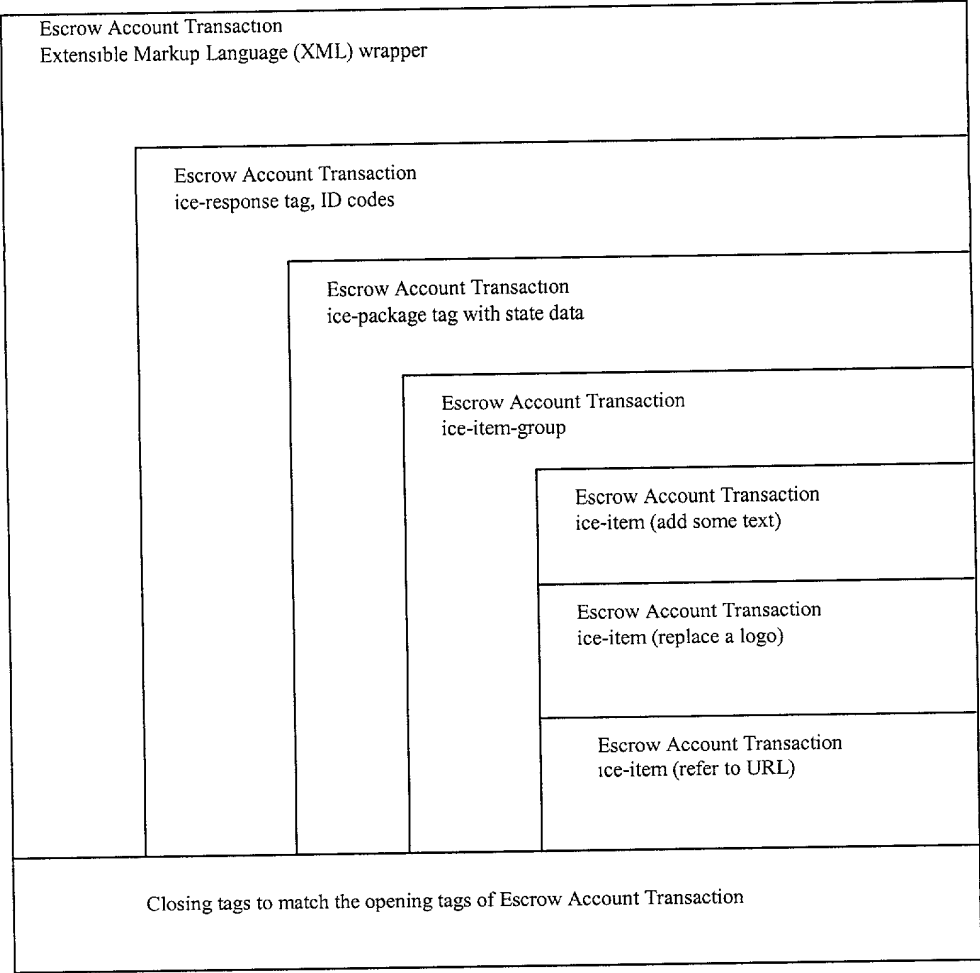 Escrow Account Transaction
Extensible Markup Language (XML) wrapper
Escrow Account Transaction
ice-response tag, ID codes
Escrow Account Transaction
ice-package tag with state data
Escrow Account Transaction
ice-item-group
Escrow Account Transaction
ice-item (add some text)
Escrow Account Transaction
ice-item (replace a logo)
Escrow Account Transaction
ice-item (refer to URL)
Closing tags to match the opening tags of Escrow Account Transaction